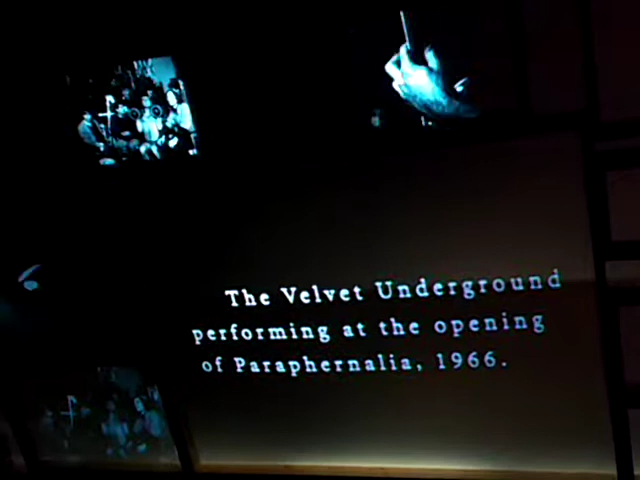 The Velvet Underground
performing at the opening
of Paraphernalia, 1966.